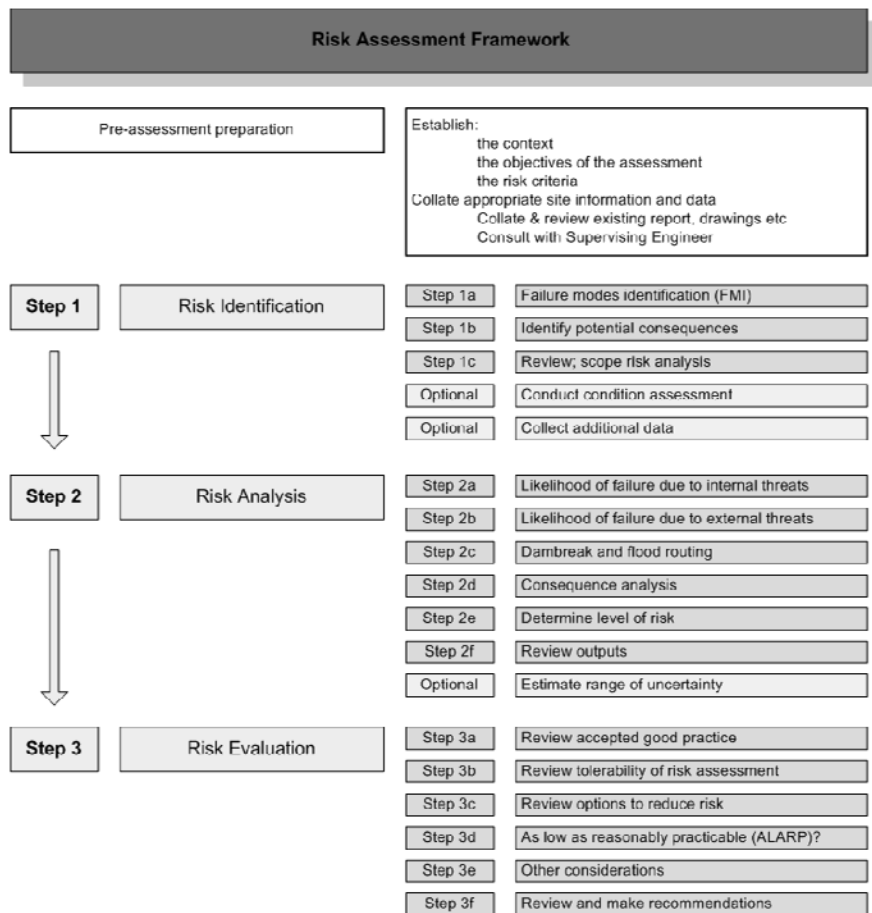 Risk Assessment Framework
Pre-assessment preparation
Establish:
the context
the objectives of the assessment
the risk criteria
Collate appropriate site information and data
Collate & review existing report, drawings etc
Consult with Supervising Engineer
Step 1
Risk Identification
Step 1a
Failure modes identification (FMI)
Step 1b
Identify potential consequences
Step 1c
Review; scope risk analysis
Optional
Conduct condition assessment
Optional
Collect additional data
Step 2
Risk Analysis
Step 2a
Likelihood of failure due to internal threats
Step 2b
Likelihood of failure due to external threats
Step 2c
Dambreak and flood routing
Step 2d
Consequence analysis
Step 2e
Determine level of risk
Step 2f
Review outputs
Optional
Estimate range of uncertainty
Step 3
Risk Evaluation
Step 3a
Review accepted good practice
Step 3b
Review tolerability of risk assessment
Step 3c
Review options to reduce risk
Step 3d
As low as reasonably practicable (ALARP)?
Step 3e
Other considerations
Step 3f
Review and make recommendations